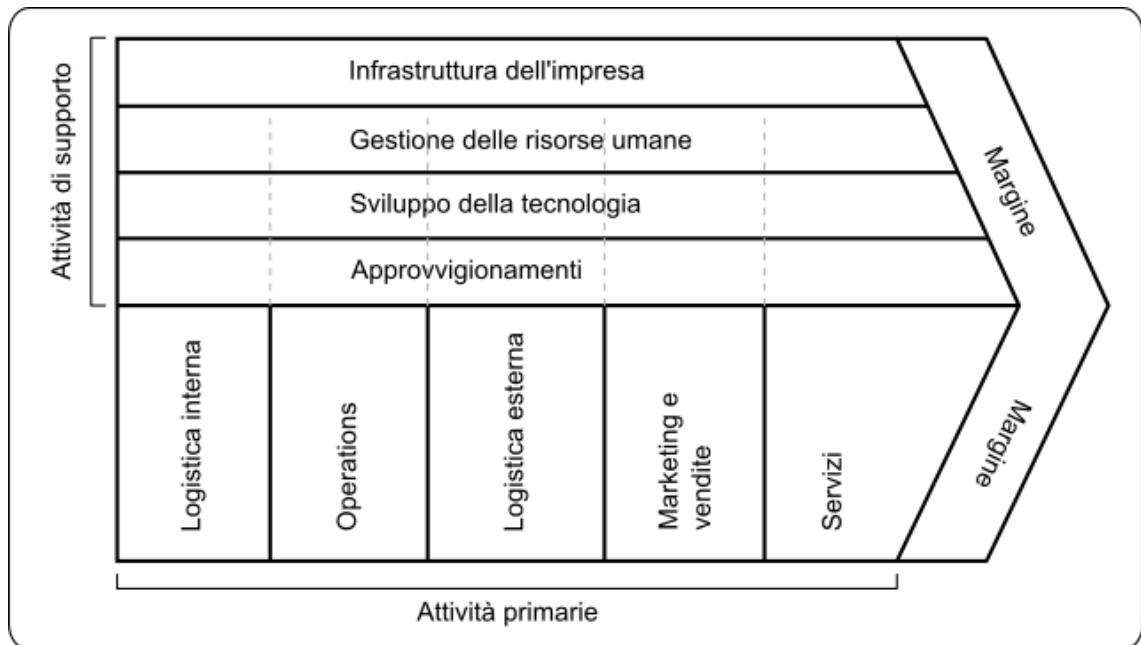 Attività di supporto
Infrastruttura dell'impresa
Gestione delle risorse umane
Sviluppo della tecnologia
Approvvigionamenti
Margine
Logistica interna
Operations
Logistica esterna
Marketing e
vendite
Servizi
Margine
Attività primarie